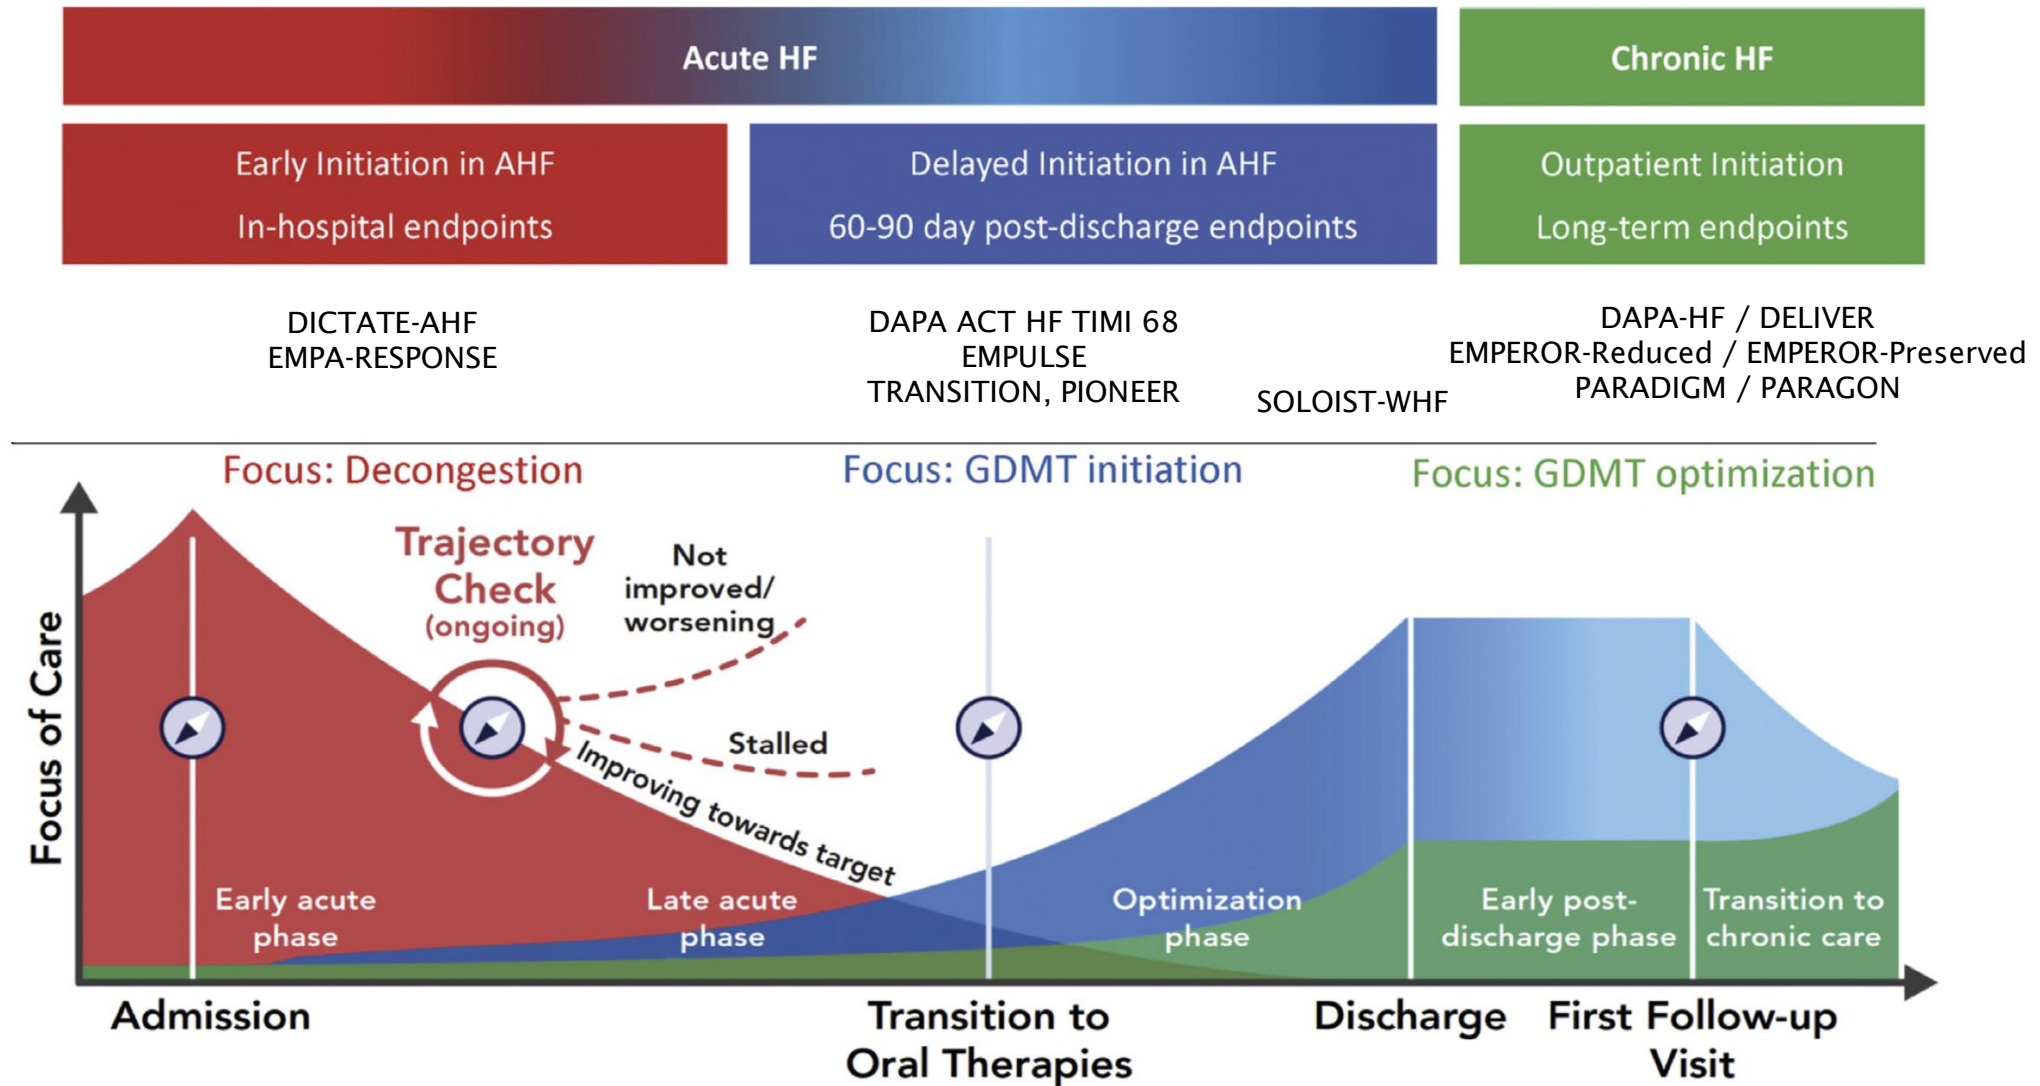 Acute HF
Chronic HF
Early Initiation in AHF
In-hospital endpoints
Delayed Initiation in AHF
60-90 day post-discharge endpoints
Outpatient Initiation
Long-term endpoints
DICTATE-AHF
EMPA-RESPONSE
DAPA ACT HF TIMI 68
EMPULSE
TRANSITION, PIONEER
SOLOIST-WHF
DAPA-HF / DELIVER
EMPEROR-Reduced / EMPEROR-Preserved
PARADIGM / PARAGON
Focus: Decongestion
Focus: GDMT initiation
Focus: GDMT optimization
Focus of Care
Trajectory
Check
(ongoing)
Not
improved/
worsening
Stalled
Improving towards target
Early acute
phase
Late acute
phase
Optimization
phase
Early post-
discharge phase
Transition to
chronic care
Admission
Transition to
Oral Therapies
Discharge
First Follow-up
Visit